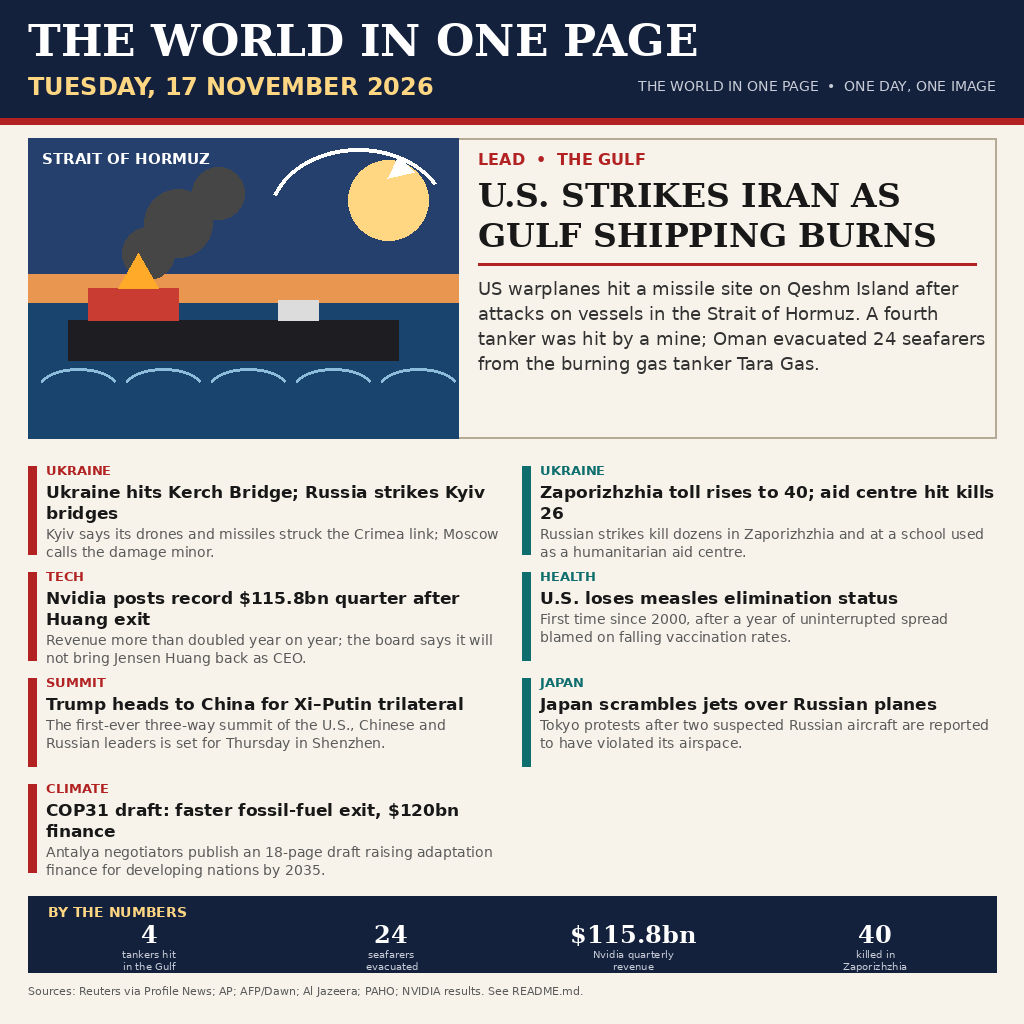 THE WORLD IN ONE PAGE
TUESDAY, 17 NOVEMBER 2026
THE WORLD IN ONE PAGE • ONE DAY, ONE IMAGE
STRAIT OF HORMUZ
LEAD • THE GULF
U.S. STRIKES IRAN AS
GULF SHIPPING BURNS
US warplanes hit a missile site on Qeshm Island after
attacks on vessels in the Strait of Hormuz. A fourth
tanker was hit by a mine; Oman evacuated 24 seafarers
from the burning gas tanker Tara Gas.
UKRAINE
Ukraine hits Kerch Bridge; Russia strikes Kyiv
bridges
Kyiv says its drones and missiles struck the Crimea link; Moscow
calls the damage minor.
UKRAINE
Zaporizhzhia toll rises to 40; aid centre hit kills
26
Russian strikes kill dozens in Zaporizhzhia and at a school used
as a humanitarian aid centre.
TECH
Nvidia posts record $115.8bn quarter after
Huang exit
Revenue more than doubled year on year; the board says it will
not bring Jensen Huang back as CEO.
HEALTH
U.S. loses measles elimination status
First time since 2000, after a year of uninterrupted spread
blamed on falling vaccination rates.
SUMMIT
Trump heads to China for Xi–Putin trilateral
The first-ever three-way summit of the U.S., Chinese and
Russian leaders is set for Thursday in Shenzhen.
JAPAN
Japan scrambles jets over Russian planes
Tokyo protests after two suspected Russian aircraft are reported
to have violated its airspace.
CLIMATE
COP31 draft: faster fossil-fuel exit, $120bn
finance
Antalya negotiators publish an 18-page draft raising adaptation
finance for developing nations by 2035.
BY THE NUMBERS
4
tankers hit
in the Gulf
24
seafarers
evacuated
$115.8bn
Nvidia quarterly
revenue
40
killed in
Zaporizhzhia
Sources: Reuters via Profile News; AP; AFP/Dawn; Al Jazeera; PAHO; NVIDIA results. See README.md.